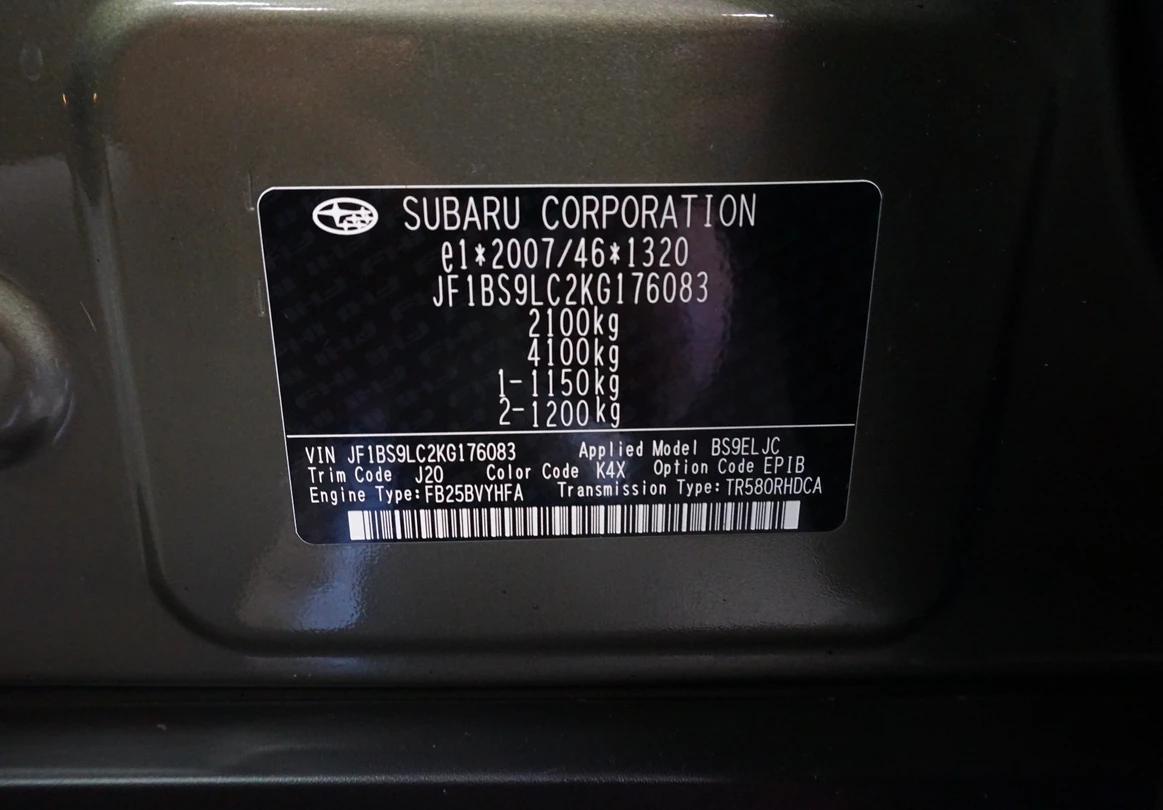 SUBARU CORPORATION
e1*2007/46*1320
JF1BS9LC2KG176083
2100kg
4100kg
1-1150kg
2-1200kg
VIN JF1BS9LC2KG176083 Applied Model BS9ELJC
Trim Code J20 Color Code K4X Option Code EPIB
Engine Type:FB25BVYHFA Transmission Type:TR580RHDCA